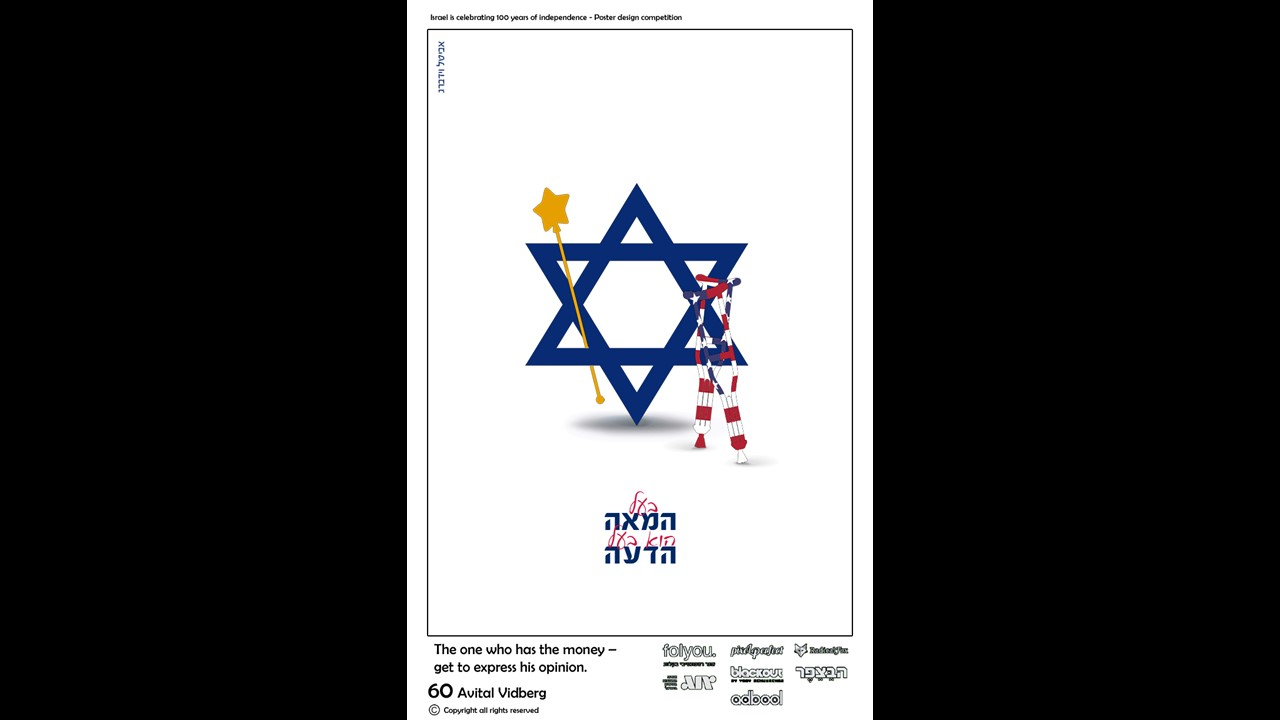 Israel is celebrating 100 years of independence - Poster design competition
אביטל וידברג
בעל
המאה
הוא בעל
הדעה
The one who has the money –
get to express his opinion.
60 Avital Vidberg
© Copyright all rights reserved
folyou.
pixelperfect
RadicalFox
blackout
הבצפר
adbool